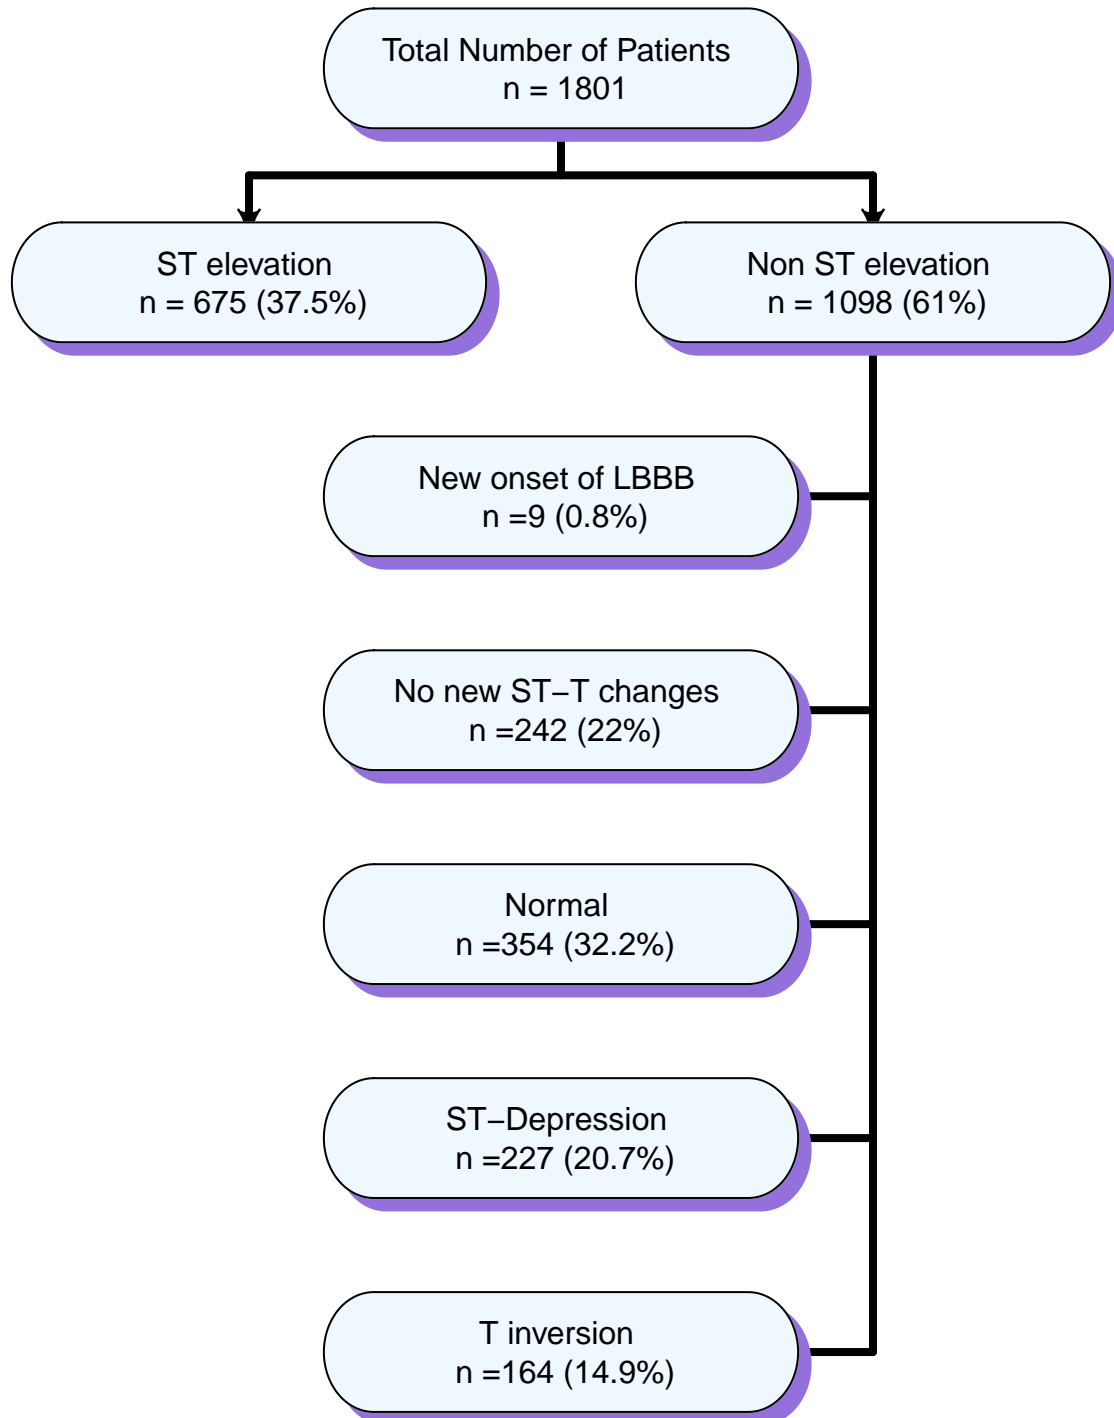 Total Number of Patients
n = 1801
ST elevation
n = 675 (37.5%)
Non ST elevation
n = 1098 (61%)
New onset of LBBB
n =9 (0.8%)
No new ST−T changes
n =242 (22%)
Normal
n =354 (32.2%)
ST−Depression
n =227 (20.7%)
T inversion
n =164 (14.9%)